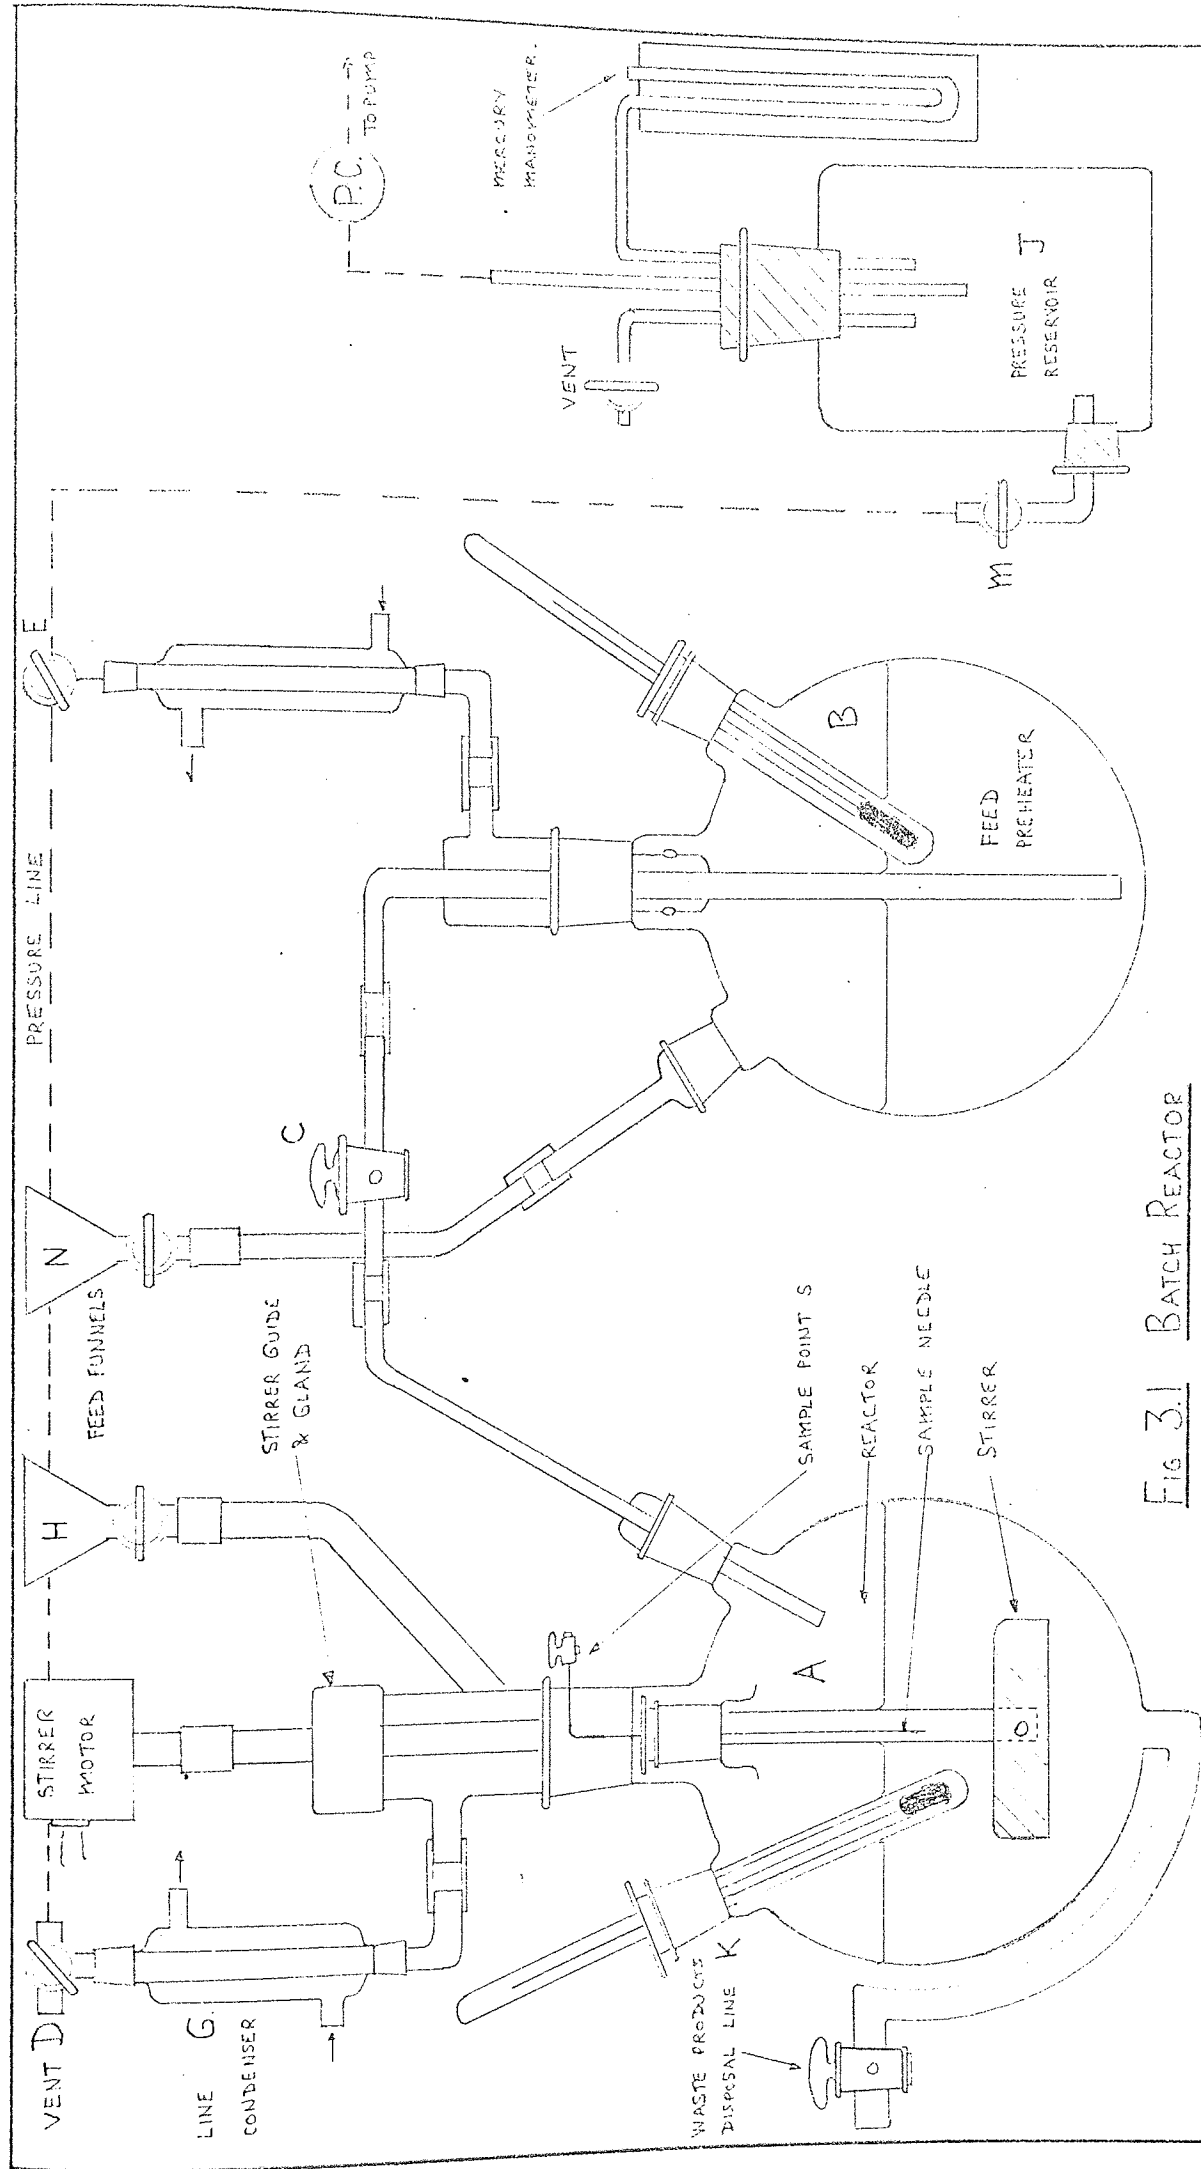 VENT D
LINE G
CONDENSER
STIRRER
MOTOR
H
FEED FUNNELS
N
PRESSURE LINE
E
P.C.
TO PUMP
MERCURY
MANOMETER.
VENT
STIRRER GUIDE
& GLAND
C
SAMPLE POINT S
WASTE PRODUCTS
DISPOSAL LINE K
A
REACTOR
SAMPLE NEEDLE
STIRRER
B
FEED
PREHEATER
M
PRESSURE J
RESERVOIR
FIG 3.1 BATCH REACTOR